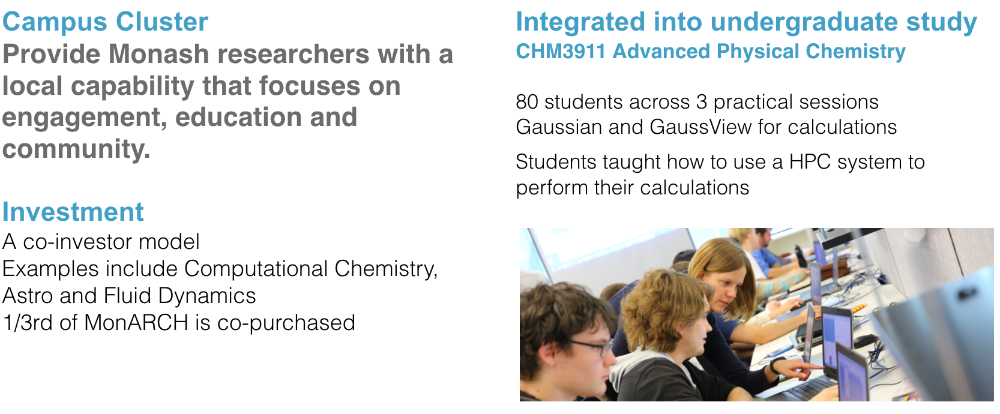 Campus Cluster
Provide Monash researchers with a
local capability that focuses on
engagement, education and
community.
Investment
A co-investor model
Examples include Computational Chemistry,
Astro and Fluid Dynamics
1/3rd of MonARCH is co-purchased
Integrated into undergraduate study
CHM3911 Advanced Physical Chemistry
80 students across 3 practical sessions
Gaussian and GaussView for calculations
Students taught how to use a HPC system to
perform their calculations